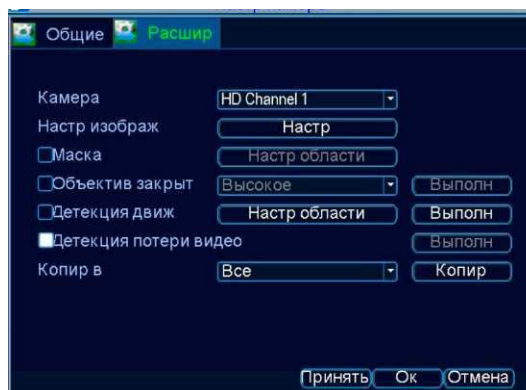 Общие Расшир
Камера HD Channel 1
Настр изображ Настр
Маска Настр области
Объектив закрыт Высокое Выполн
Детекция движ Настр области Выполн
Детекция потери видео Выполн
Копир в Все Копир
Принять Ок Отмена